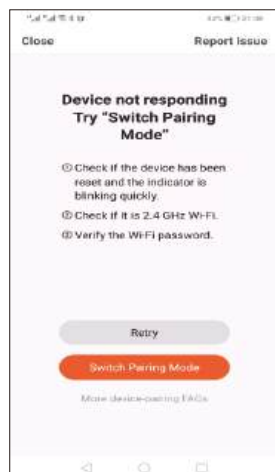 Close
Report Issue
Device not responding
Try "Switch Pairing
Mode"
① Check if the device has been
reset and the indicator is
blinking quickly.
② Check if it is 2.4 GHz Wi-Fi.
③ Verify the Wi-Fi password.
Retry
Switch Pairing Mode
More device-pairing FAQs